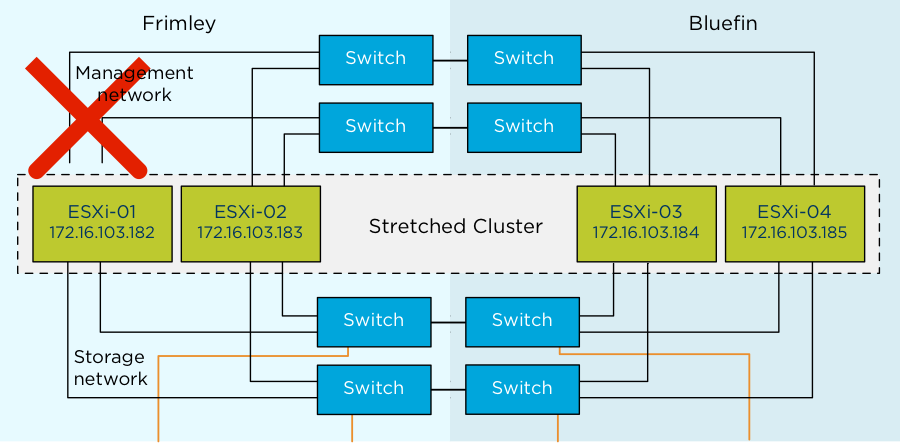 Frimley
Bluefin
Switch
Switch
Management
network
Switch
Switch
ESXi-01
172.16.103.182
ESXi-02
172.16.103.183
Stretched Cluster
ESXi-03
172.16.103.184
ESXi-04
172.16.103.185
Switch
Switch
Storage
network
Switch
Switch